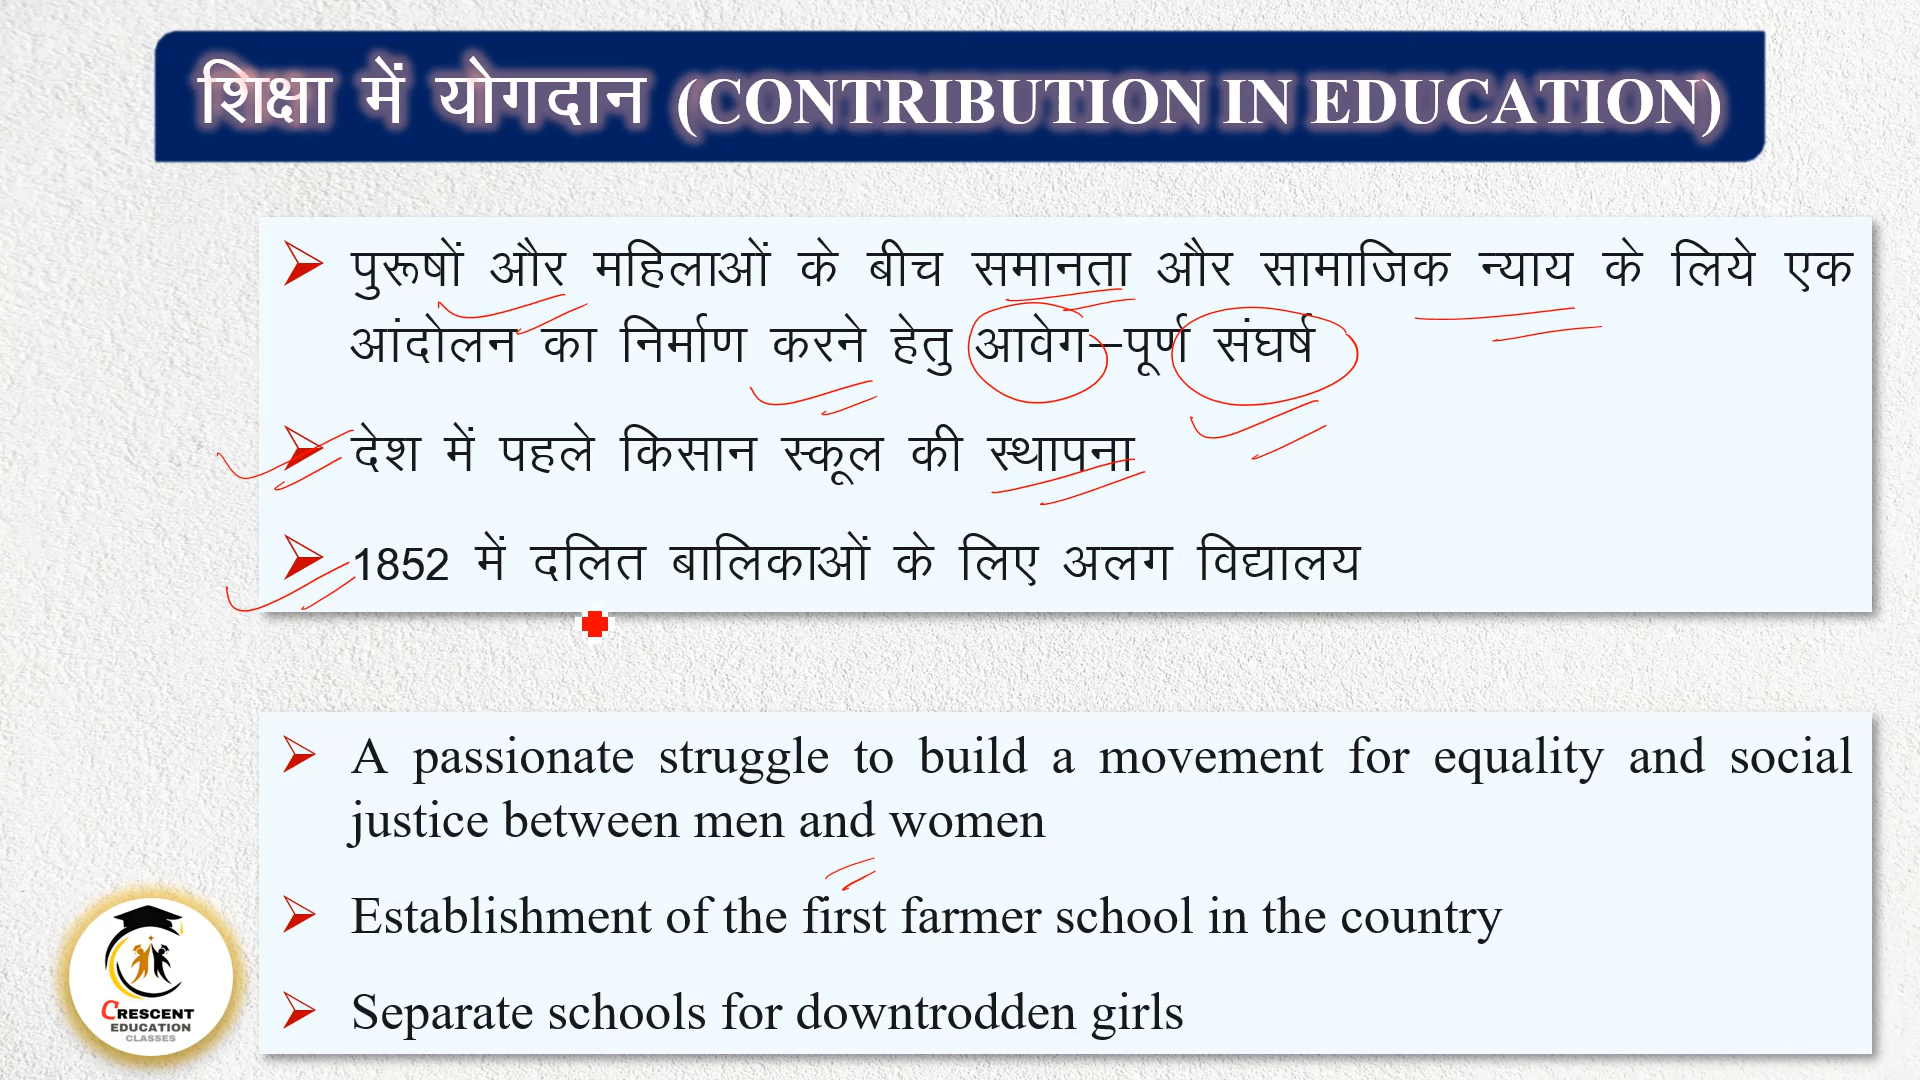 शिक्षा में योगदान (CONTRIBUTION IN EDUCATION)
पुरूषों और महिलाओं के बीच समानता और सामाजिक न्याय के लिये एक
आंदोलन का निर्माण करने हेतु आवेग–पूर्ण संघर्ष
देश में पहले किसान स्कूल की स्थापना
1852 में दलित बालिकाओं के लिए अलग विद्यालय
A passionate struggle to build a movement for equality and social
justice between men and women
Establishment of the first farmer school in the country
Separate schools for downtrodden girls
CRESCENT
EDUCATION
CLASSES